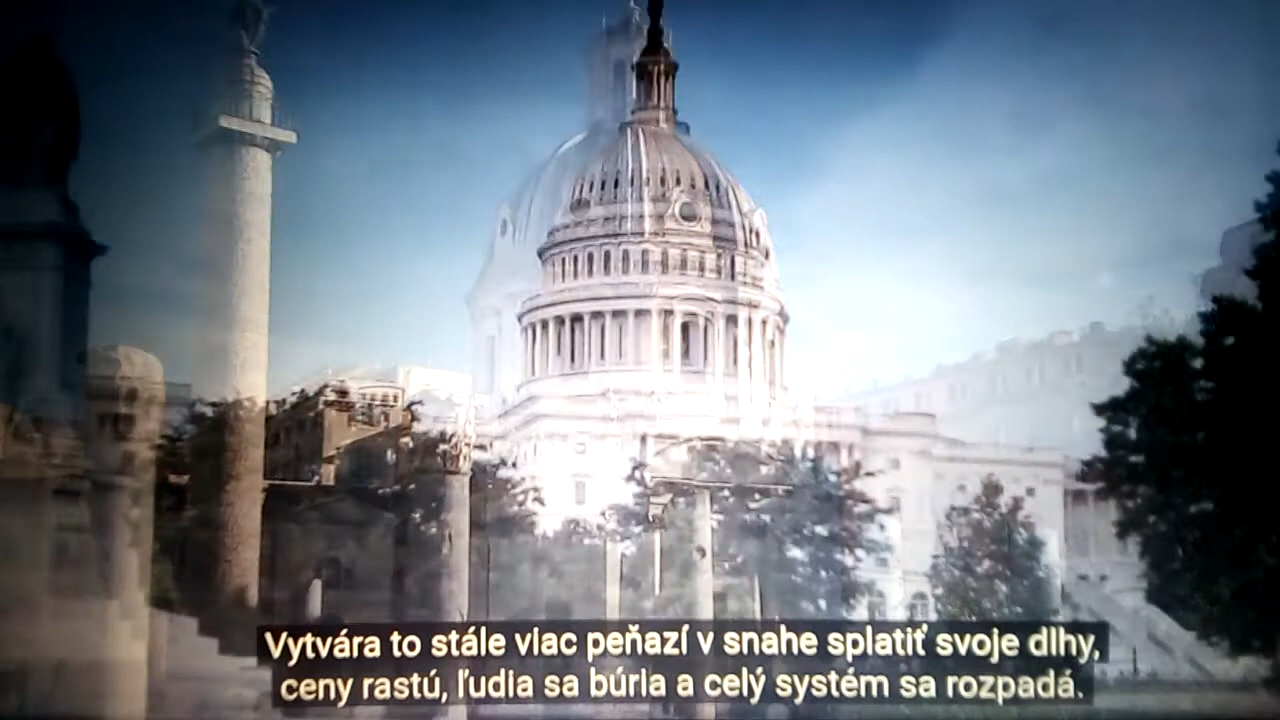 Vytvára to stále viac peňazí v snahe splatiť svoje dlhy,
ceny rastú, ľudia sa búria a celý systém sa rozpadá.